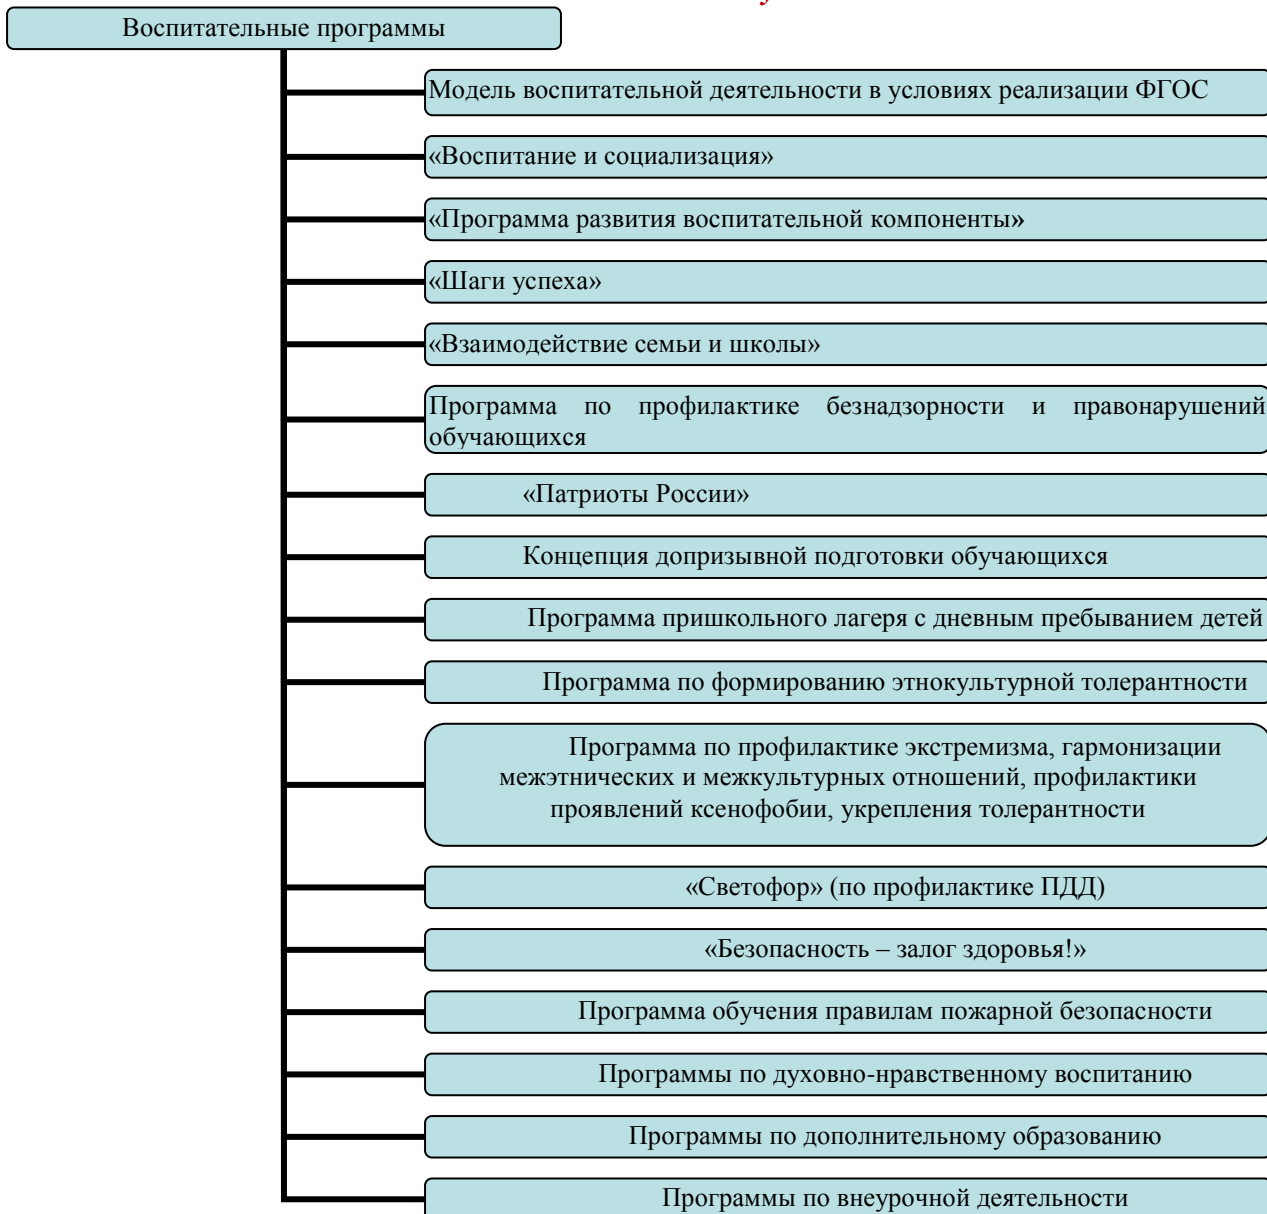 Воспитательные программы
Модель воспитательной деятельности в условиях реализации ФГОС
«Воспитание и социализация»
«Программа развития воспитательной компоненты»
«Шаги успеха»
«Взаимодействие семьи и школы»
Программа по профилактике безнадзорности и правонарушений
обучающихся
«Патриоты России»
Концепция допризывной подготовки обучающихся
Программа пришкольного лагеря с дневным пребыванием детей
Программа по формированию этнокультурной толерантности
Программа по профилактике экстремизма, гармонизации
межэтнических и межкультурных отношений, профилактики
проявлений ксенофобии, укрепления толерантности
«Светофор» (по профилактике ПДД)
«Безопасность – залог здоровья!»
Программа обучения правилам пожарной безопасности
Программы по духовно-нравственному воспитанию
Программы по дополнительному образованию
Программы по внеурочной деятельности